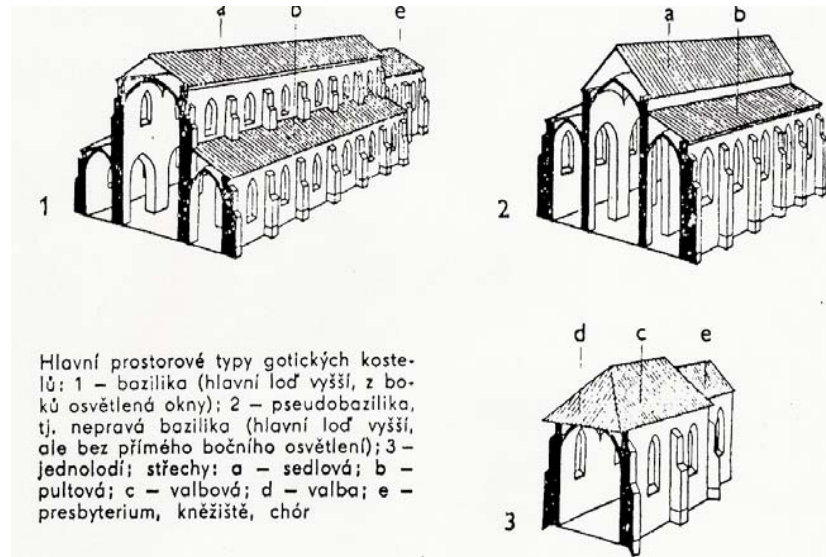 a b e
a b
1
2
d c e
Hlavní prostorové typy gotických koste-
lů: 1 – bazilika (hlavní loď vyšší, z bo-
ků osvětlená okny); 2 – pseudobazilika,
tj. nepravá bazilika (hlavní loď vyšší,
ale bez přímého bočního osvětlení); 3 –
jednolodí; střechy: a – sedlová; b –
pultová; c – valbová; d – valba; e –
presbyterium, kněžiště, chór
3